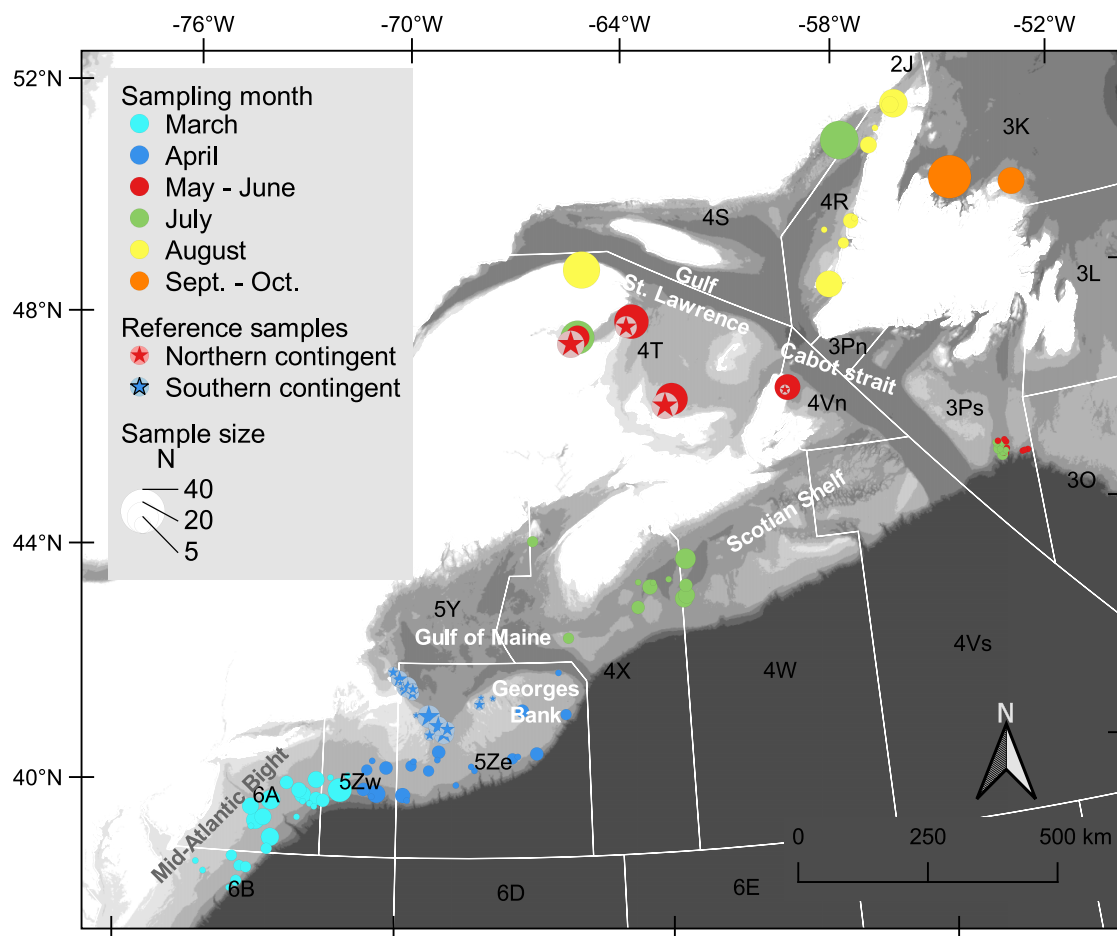 -76°W -70°W -64°W -58°W -52°W
52°N
48°N
44°N
40°N
Sampling month
March
April
May - June
July
August
Sept. - Oct.
Reference samples
Northern contingent
Southern contingent
Sample size
N
40
20
5
2J
3K
4R
4S
3L
Gulf
St. Lawrence
4T
3Pn
Cabot strait
4Vn
3Ps
3O
Scotian Shelf
5Y
Gulf of Maine
4X
4W
4Vs
Georges
Bank
5Ze
5Zw
6A
Mid-Atlantic Bight
6B
6D
6E
N
0 250 500 km